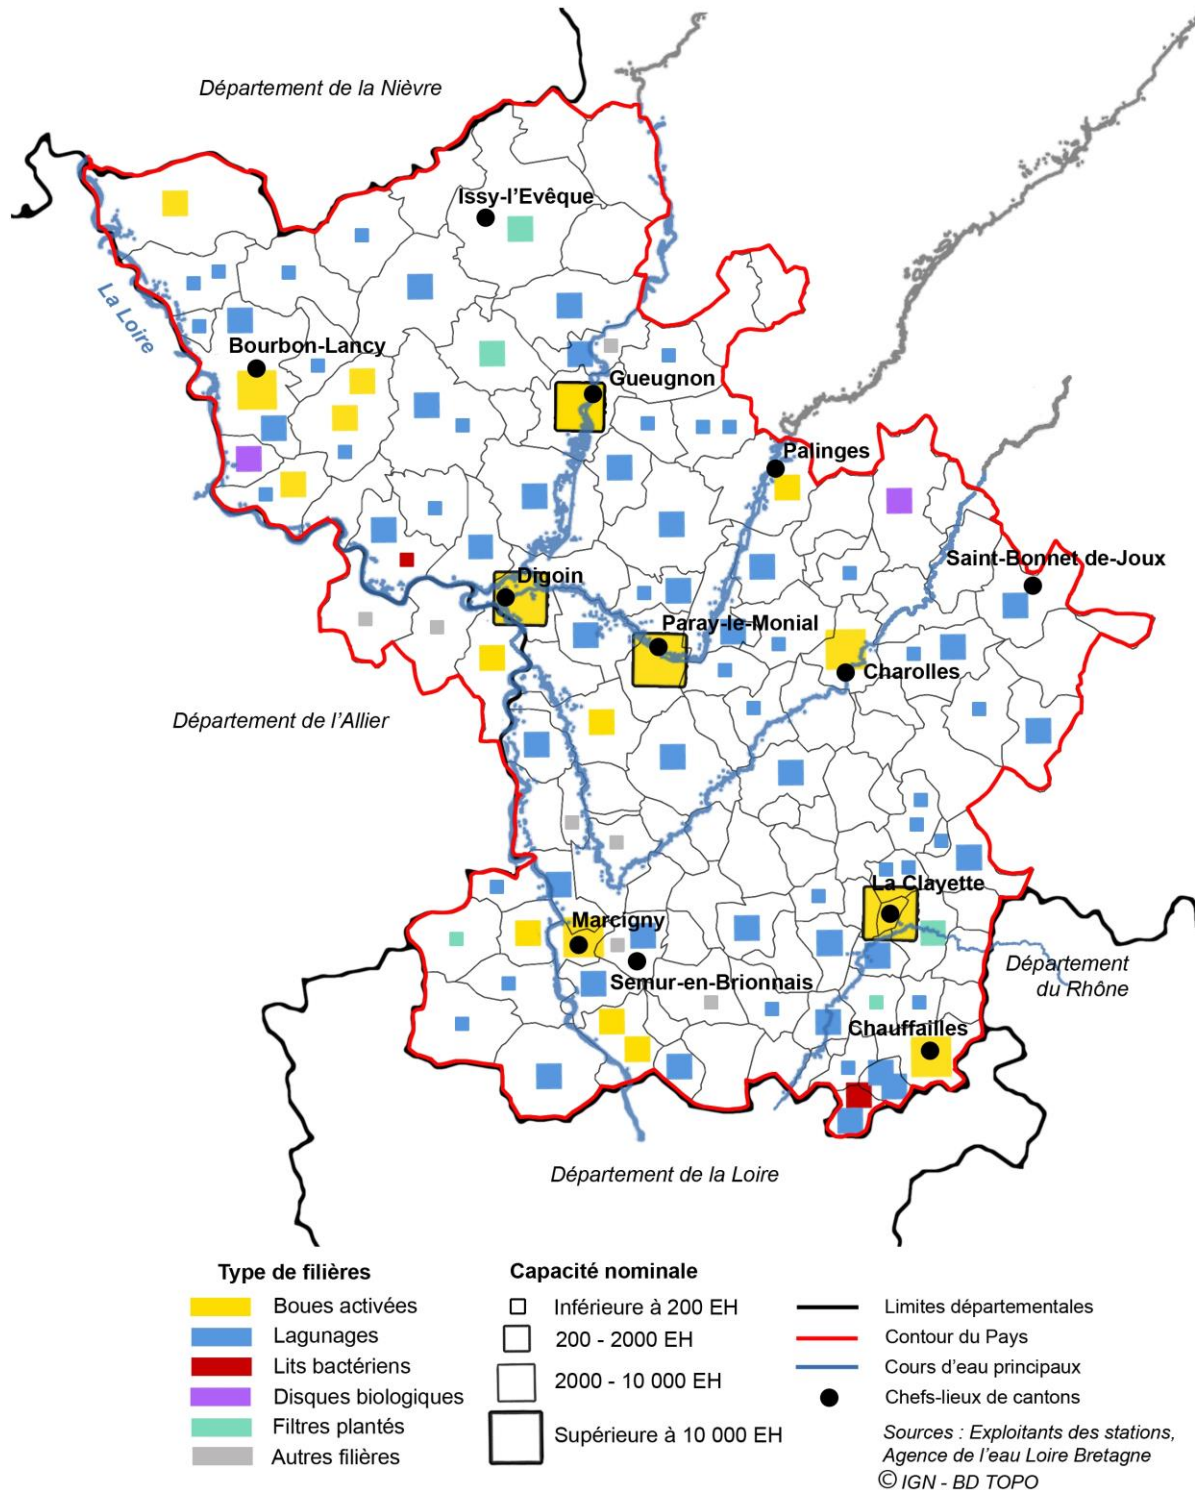 Département de la Nièvre
Issy-l'Evêque
La Loire
Bourbon-Lancy
Gueugnon
Palinges
Saint-Bonnet de-Joux
Digoin
Paray-le-Monial
Charolles
Département de l'Allier
La Clayette
Marcigny
Semur-en-Brionnais
Département
du Rhône
Chauffailles
Département de la Loire
Type de filières
Boues activées
Lagunages
Lits bactériens
Disques biologiques
Filtres plantés
Autres filières
Capacité nominale
Inférieure à 200 EH
200 - 2000 EH
2000 - 10 000 EH
Supérieure à 10 000 EH
Limites départementales
Contour du Pays
Cours d'eau principaux
Chefs-lieux de cantons
Sources : Exploitants des stations,
Agence de l'eau Loire Bretagne
© IGN - BD TOPO